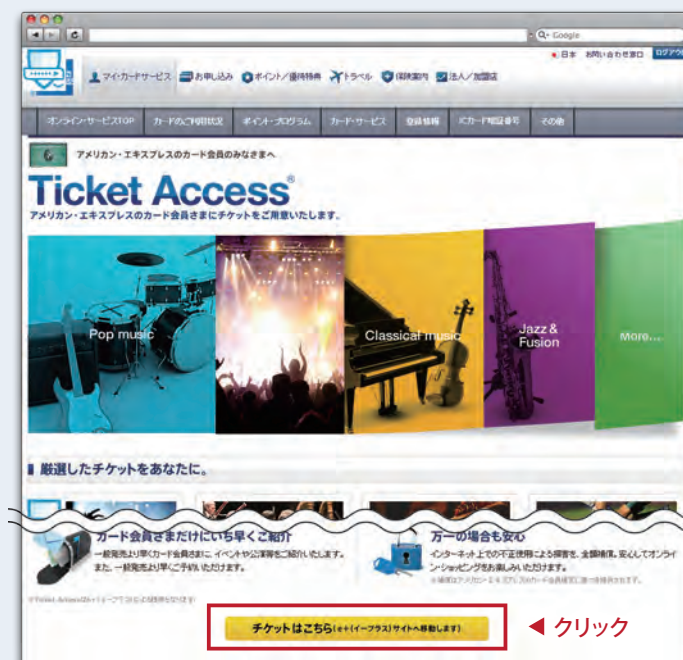 Google
日本 お問い合わせ窓口 ログアウト
マイ・カードサービス お申し込み ポイント／優待特典 トラベル 保険案内 法人／加盟店
オンライン・サービスTOP カードのご利用状況 ポイント・プログラム カード・サービス 登録情報 ICカード暗証番号 その他
アメリカン・エキスプレスのカード会員のみなさまへ
Ticket Access®
アメリカン・エキスプレスのカード会員さまにチケットをご用意いたします。
Pop music
Classical music
Jazz & Fusion
More...
厳選したチケットをあなたに。
カード会員さまだけにいち早くご紹介
一般発売より早くカード会員さまに、イベントや公演等をご紹介いたします。
また、一般発売より早くご予約いただけます。
万一の場合も安心
インターネット上での不正使用による損害を、全額補償。安心してオンライ
ン・ショッピングをお楽しみいただけます。
チケットはこちら(e+(イープラス)サイトへ移動します)
◀ クリック